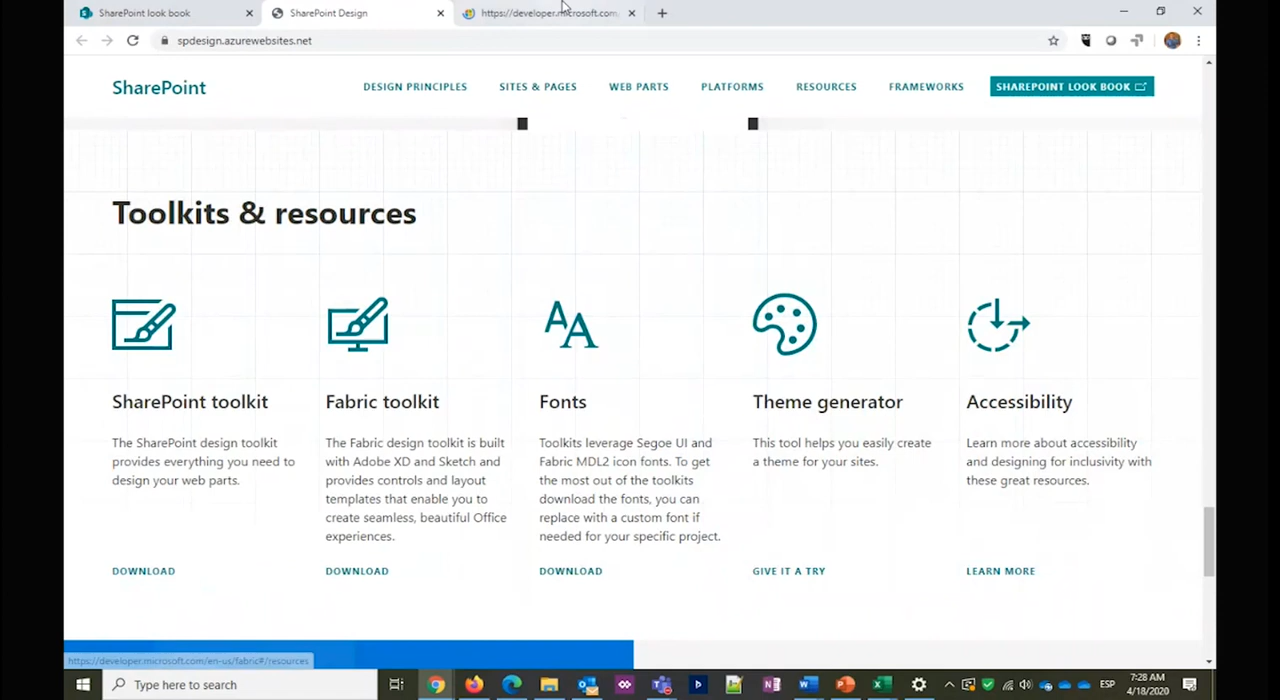 SharePoint look book
SharePoint Design
https://developer.microsoft.com
spdesign.azurewebsites.net
SharePoint
DESIGN PRINCIPLES
SITES & PAGES
WEB PARTS
PLATFORMS
RESOURCES
FRAMEWORKS
SHAREPOINT LOOK BOOK
Toolkits & resources
SharePoint toolkit
The SharePoint design toolkit
provides everything you need to
design your web parts.
DOWNLOAD
Fabric toolkit
The Fabric design toolkit is built
with Adobe XD and Sketch and
provides controls and layout
templates that enable you to
create seamless, beautiful Office
experiences.
DOWNLOAD
Fonts
Toolkits leverage Segoe UI and
Fabric MDL2 icon fonts. To get
the most out of the toolkits
download the fonts, you can
replace with a custom font if
needed for your specific project.
DOWNLOAD
Theme generator
This tool helps you easily create
a theme for your sites.
GIVE IT A TRY
Accessibility
Learn more about accessibility
and designing for inclusivity with
these great resources.
LEARN MORE
https://developer.microsoft.com/en-us/fabric#/resources
Type here to search
ESP
7:28 AM
4/18/2020